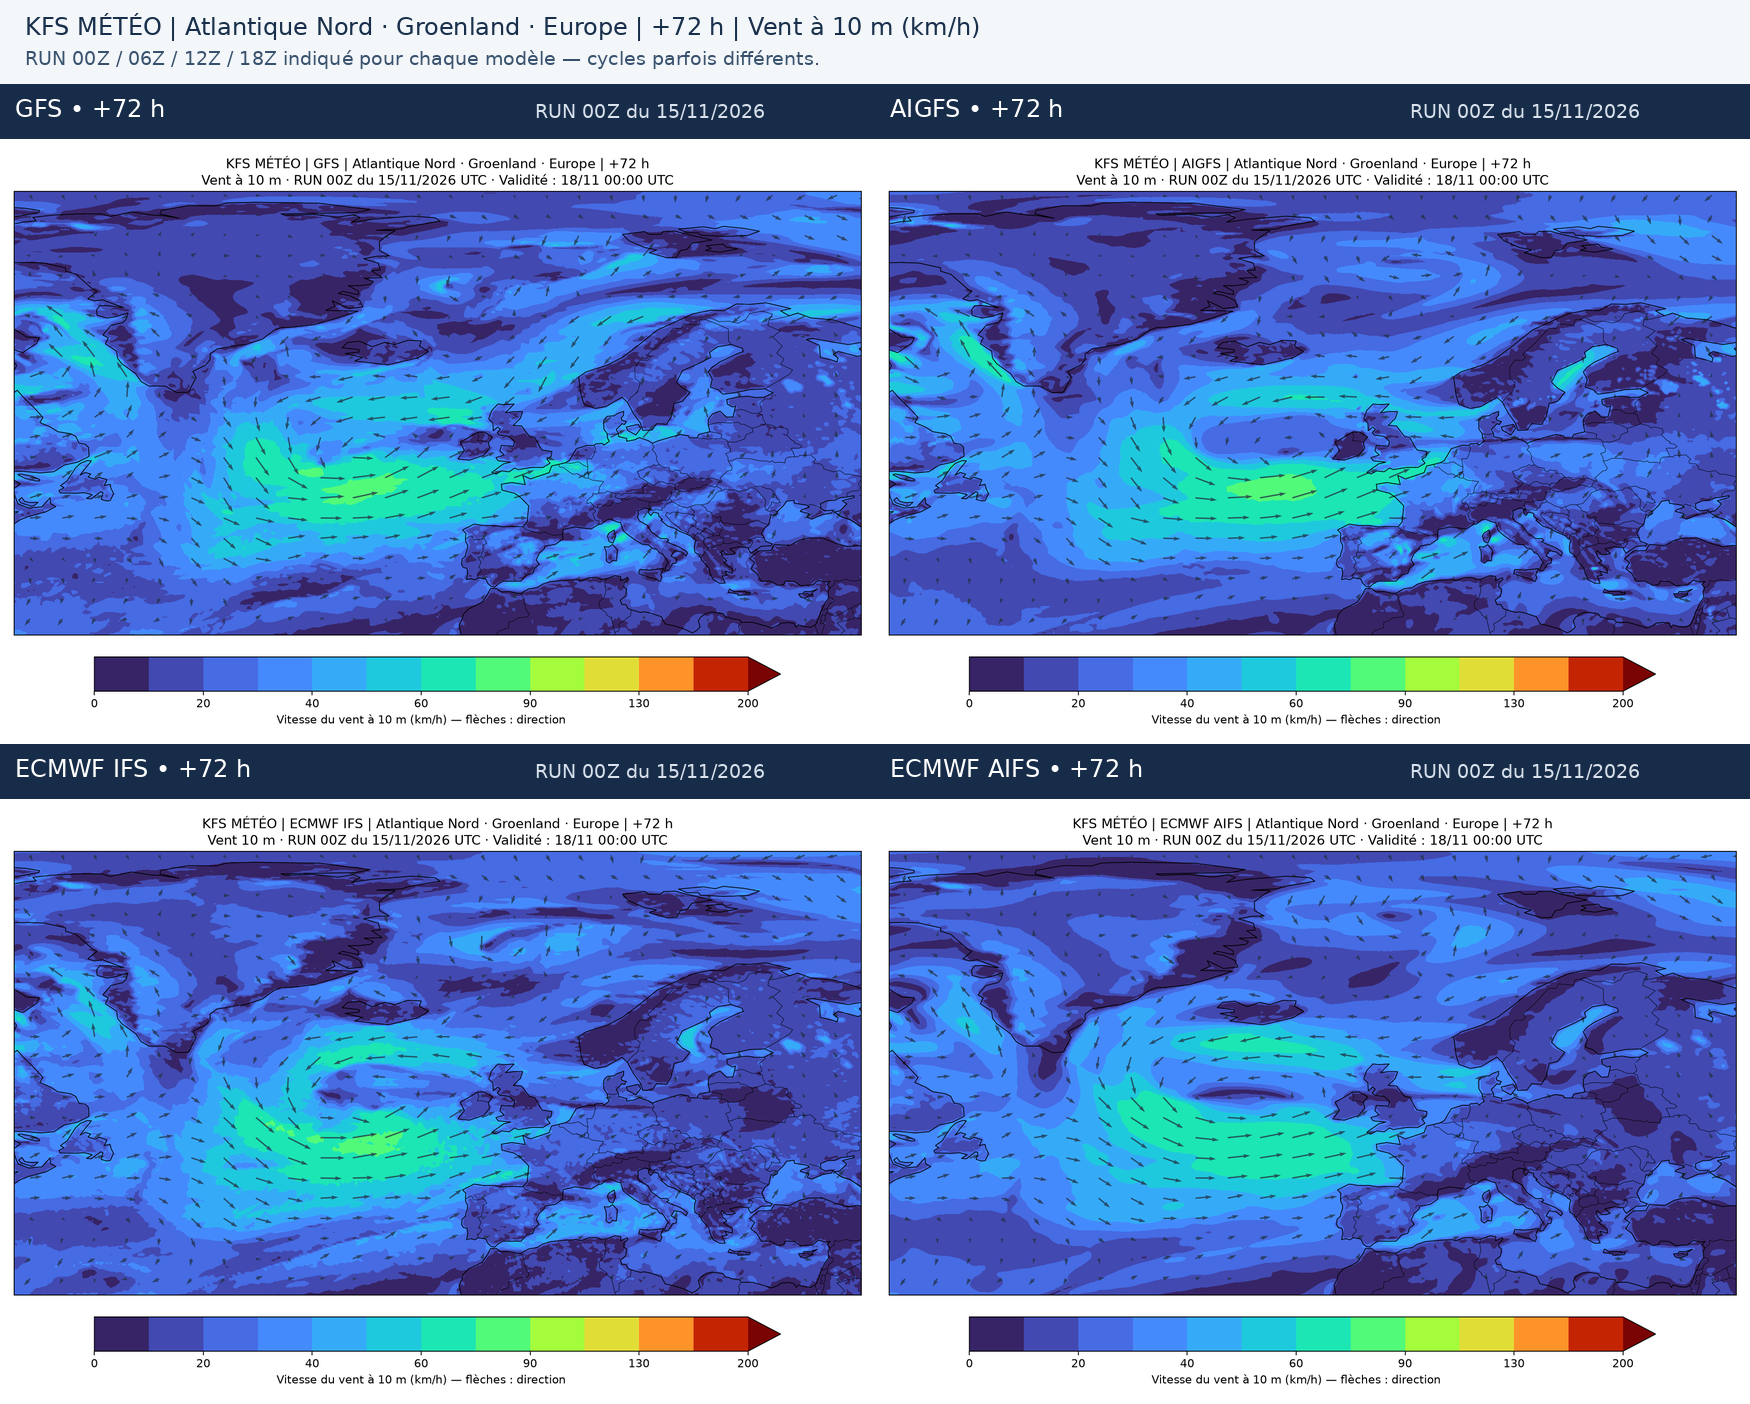 KFS MÉTÉO | Atlantique Nord · Groenland · Europe | +72 h | Vent à 10 m (km/h)
RUN 00Z / 06Z / 12Z / 18Z indiqué pour chaque modèle — cycles parfois différents.
GFS • +72 h
RUN 00Z du 15/11/2026
KFS MÉTÉO | GFS | Atlantique Nord · Groenland · Europe | +72 h
Vent à 10 m · RUN 00Z du 15/11/2026 UTC · Validité : 18/11 00:00 UTC
0 20 40 60 90 130 200
Vitesse du vent à 10 m (km/h) — flèches : direction
AIGFS • +72 h
RUN 00Z du 15/11/2026
KFS MÉTÉO | AIGFS | Atlantique Nord · Groenland · Europe | +72 h
Vent à 10 m · RUN 00Z du 15/11/2026 UTC · Validité : 18/11 00:00 UTC
0 20 40 60 90 130 200
Vitesse du vent à 10 m (km/h) — flèches : direction
ECMWF IFS • +72 h
RUN 00Z du 15/11/2026
KFS MÉTÉO | ECMWF IFS | Atlantique Nord · Groenland · Europe | +72 h
Vent 10 m · RUN 00Z du 15/11/2026 UTC · Validité : 18/11 00:00 UTC
0 20 40 60 90 130 200
Vitesse du vent à 10 m (km/h) — flèches : direction
ECMWF AIFS • +72 h
RUN 00Z du 15/11/2026
KFS MÉTÉO | ECMWF AIFS | Atlantique Nord · Groenland · Europe | +72 h
Vent 10 m · RUN 00Z du 15/11/2026 UTC · Validité : 18/11 00:00 UTC
0 20 40 60 90 130 200
Vitesse du vent à 10 m (km/h) — flèches : direction